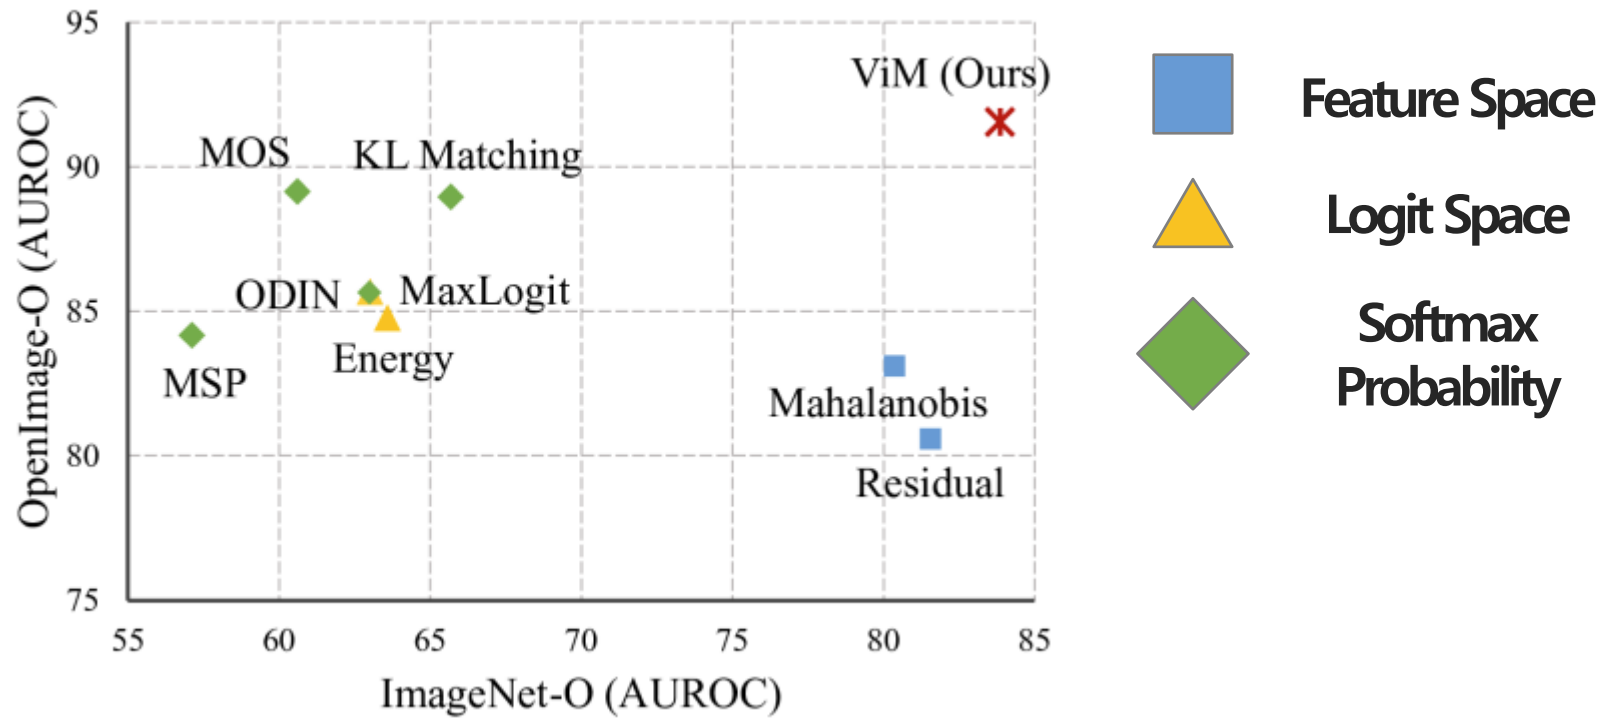 95
90
85
80
75
OpenImage-O (AUROC)
ViM (Ours)
MOS
KL Matching
ODIN
MaxLogit
Energy
MSP
Mahalanobis
Residual
55 60 65 70 75 80 85
ImageNet-O (AUROC)
Feature Space
Logit Space
Softmax
Probability